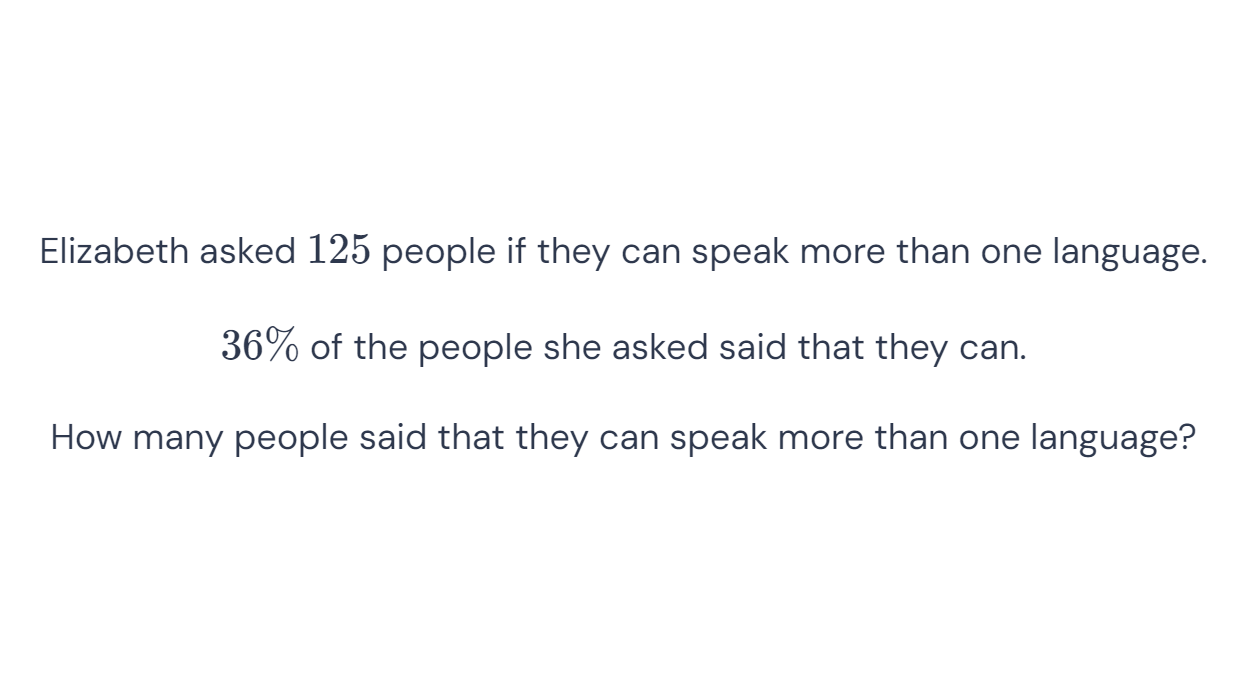 Elizabeth asked 125 people if they can speak more than one language.
36% of the people she asked said that they can.
How many people said that they can speak more than one language?